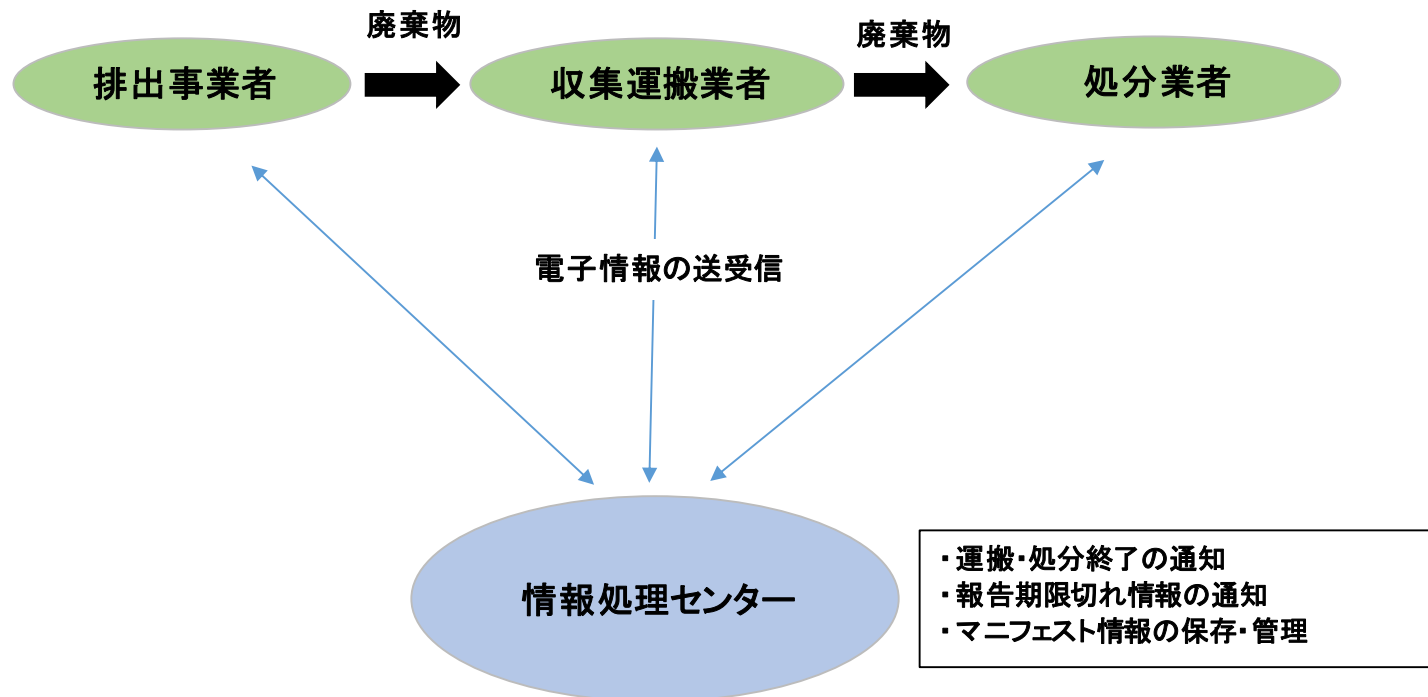 廃棄物
廃棄物
排出事業者
収集運搬業者
処分業者
電子情報の送受信
情報処理センター
・運搬・処分終了の通知
・報告期限切れ情報の通知
・マニフェスト情報の保存・管理